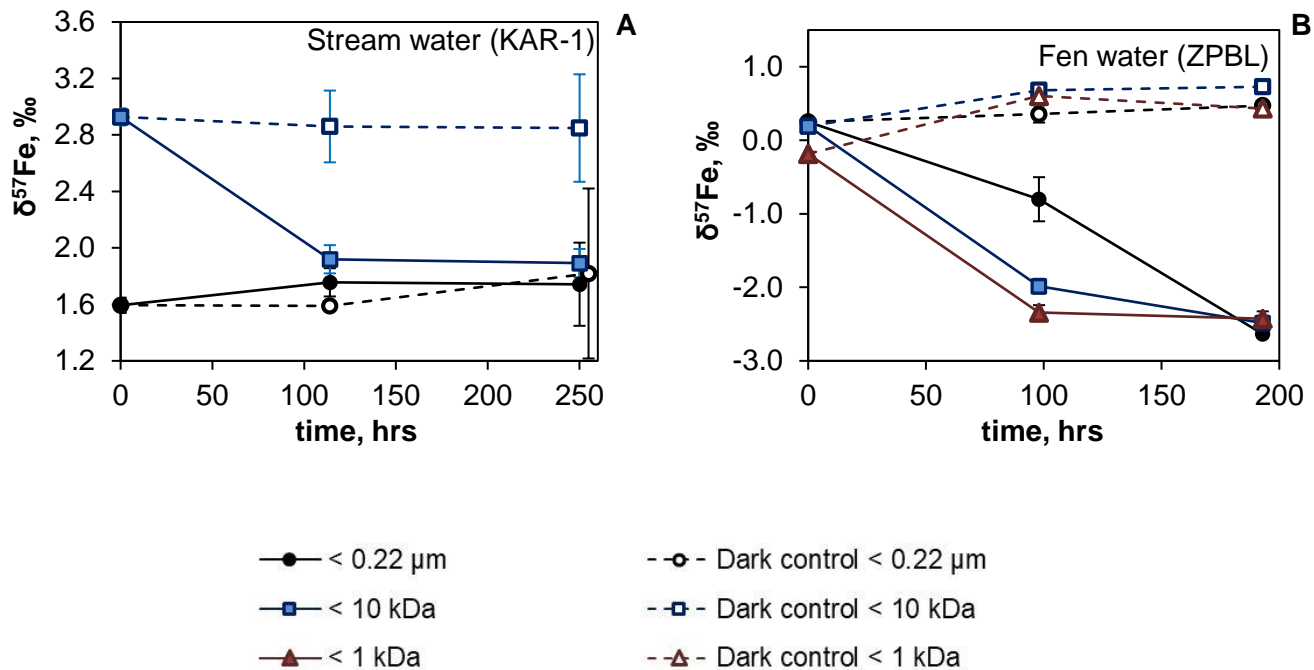 Stream water (KAR-1)
A
δ⁵⁷Fe, ‰
3.6
3.2
2.8
2.4
2.0
1.6
1.2
0 50 100 150 200 250
time, hrs
Fen water (ZPBL)
B
δ⁵⁷Fe, ‰
1.0
0.0
-1.0
-2.0
-3.0
0 50 100 150 200
time, hrs
< 0.22 µm
Dark control < 0.22 µm
< 10 kDa
Dark control < 10 kDa
< 1 kDa
Dark control < 1 kDa